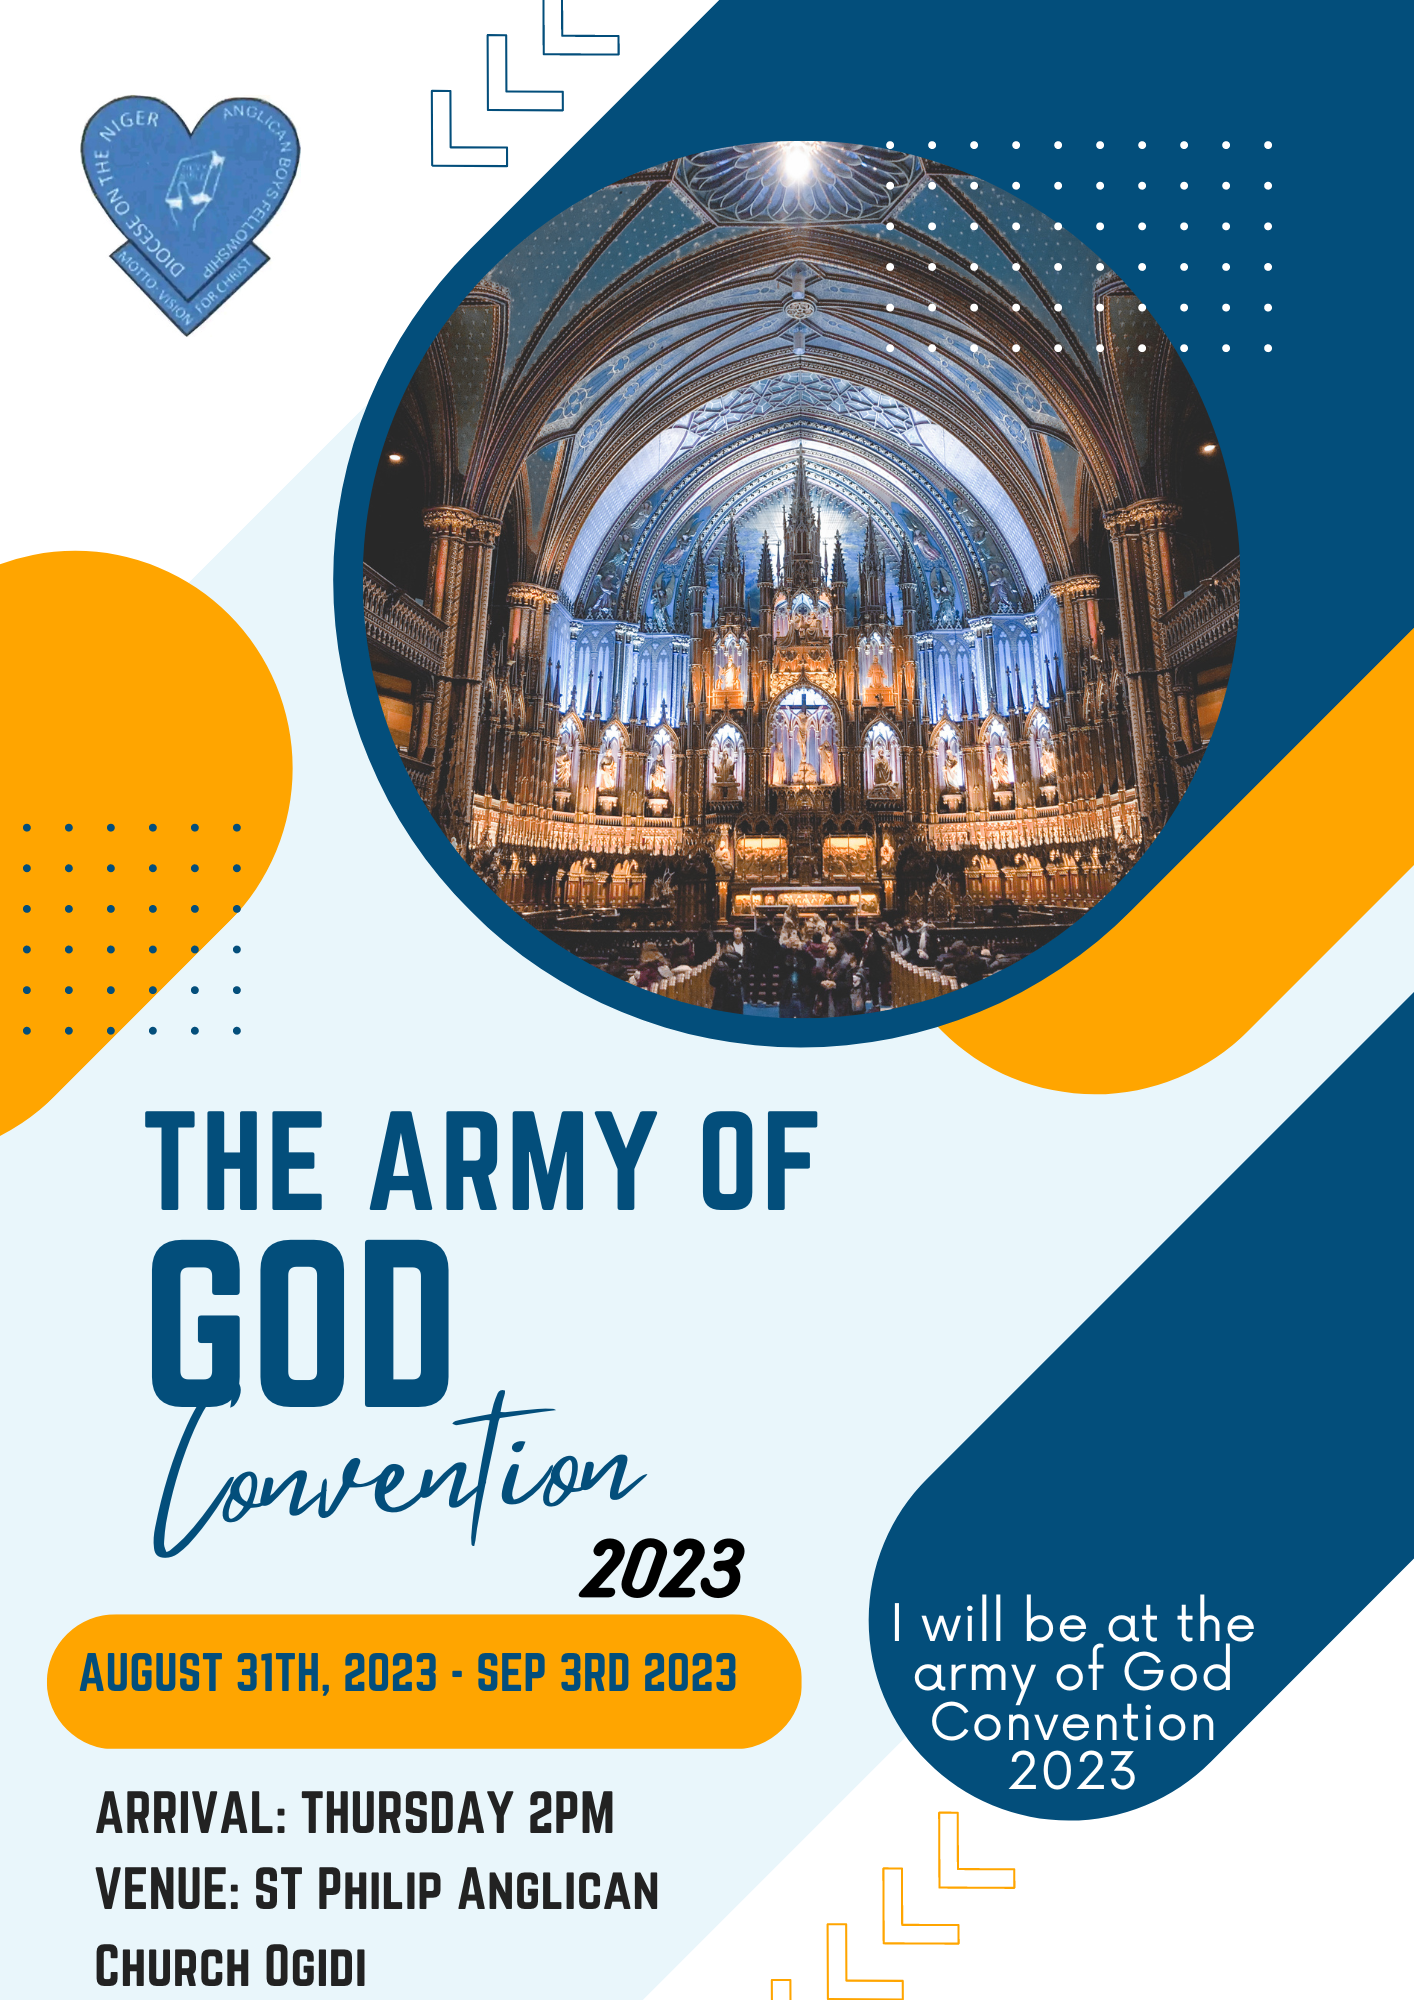 DIOCESE ON THE NIGER
ANGLICAN BOYS FELLOWSHIP
MOTTO: VISION FOR CHRIST
THE ARMY OF
GOD
Convention
2023
AUGUST 31TH, 2023 - SEP 3RD 2023
ARRIVAL: THURSDAY 2PM
VENUE: ST Philip Anglican
Church Ogidi
I will be at the
army of God
Convention
2023